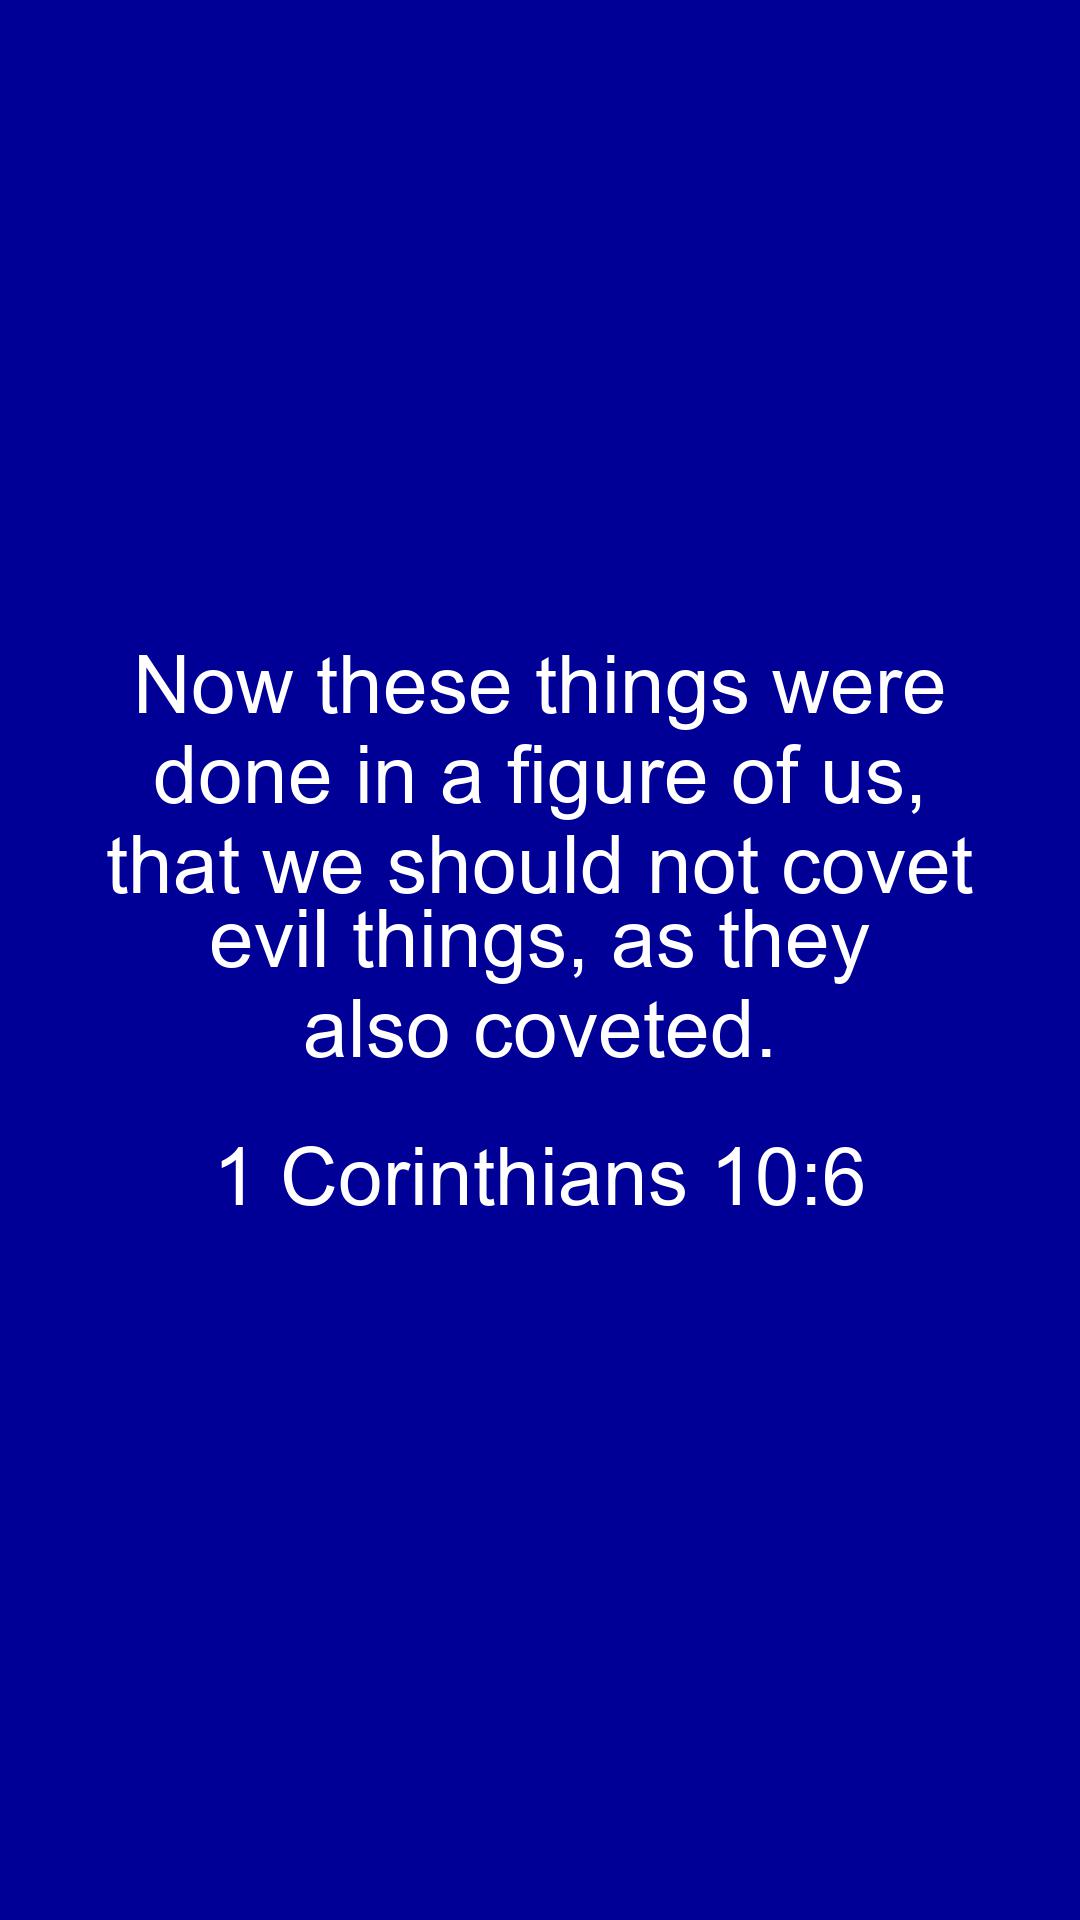 Now these things were
done in a figure of us,
that we should not covet
evil things, as they
also coveted.
1 Corinthians 10:6